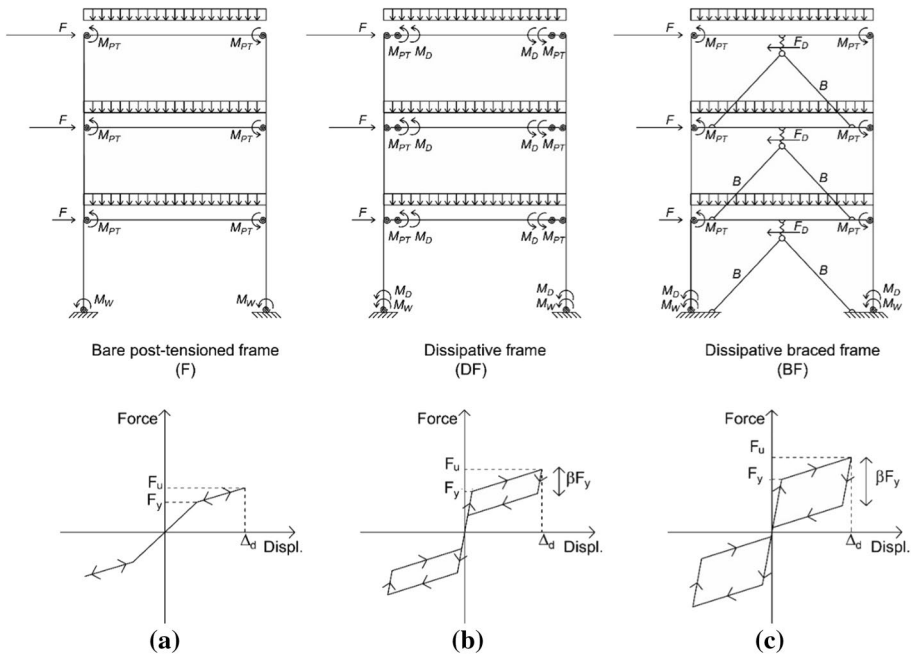 F M_PT M_PT F M_PT M_D M_D M_PT F M_PT F_D M_PT
B
F M_PT M_PT F M_PT M_D M_D M_PT F M_PT F_D M_PT
B B
F M_PT M_PT F M_PT M_D M_D M_PT F M_PT F_D M_PT
B B
M_D M_D M_D M_D
M_W M_W M_W M_W M_W M_W
Bare post-tensioned frame Dissipative frame Dissipative braced frame
(F) (DF) (BF)
Force Force Force
F_u F_u F_u
F_y F_y βF_y F_y βF_y
Δ_d Displ. Δ_d Displ. Δ_d Displ.
(a) (b) (c)